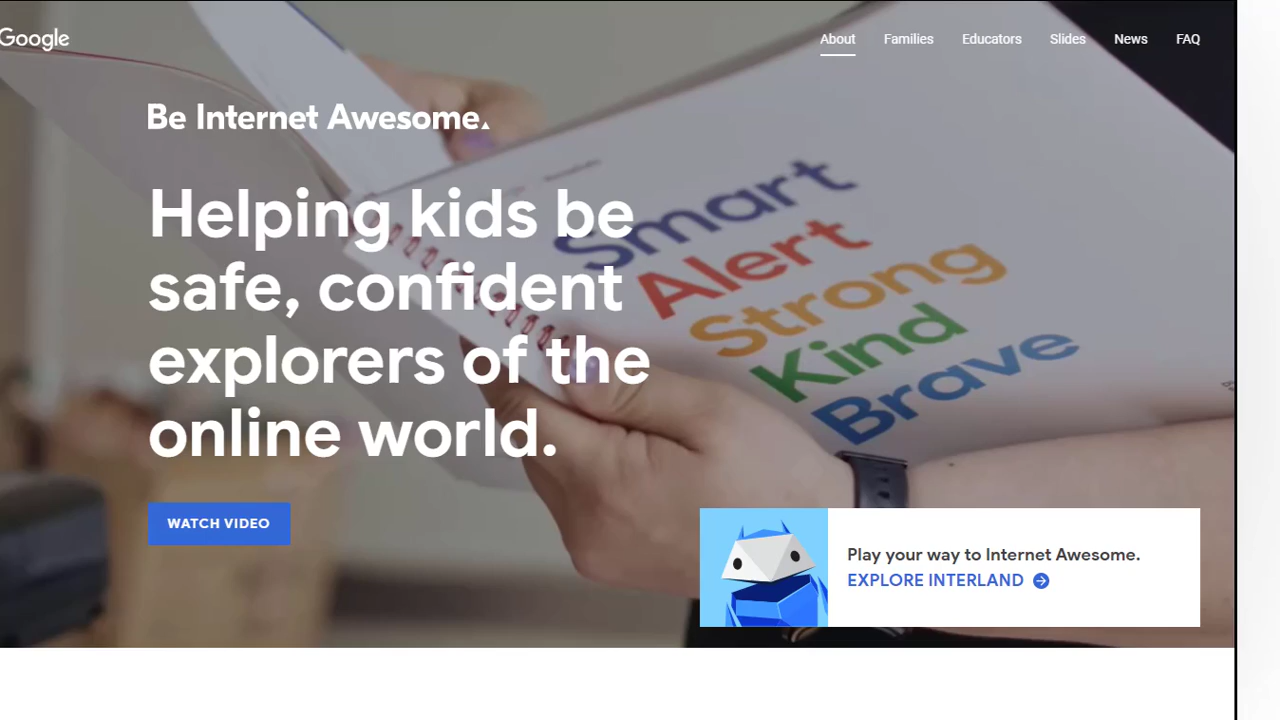 Google
About
Families
Educators
Slides
News
FAQ
Be Internet Awesome.
Helping kids be
safe, confident
explorers of the
online world.
Smart
Alert
Strong
Kind
Brave
WATCH VIDEO
Play your way to Internet Awesome.
EXPLORE INTERLAND